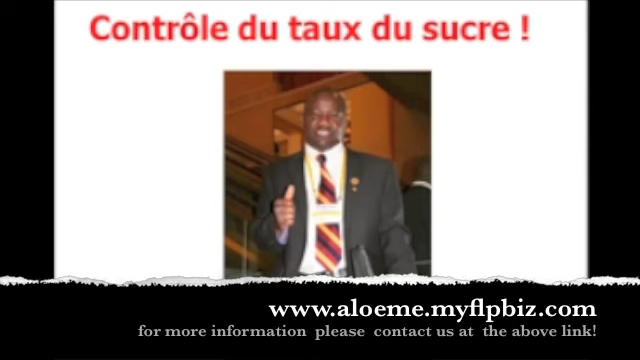 Contrôle du taux du sucre !
www.aloeme.myflpbiz.com
for more information please contact us at the above link!